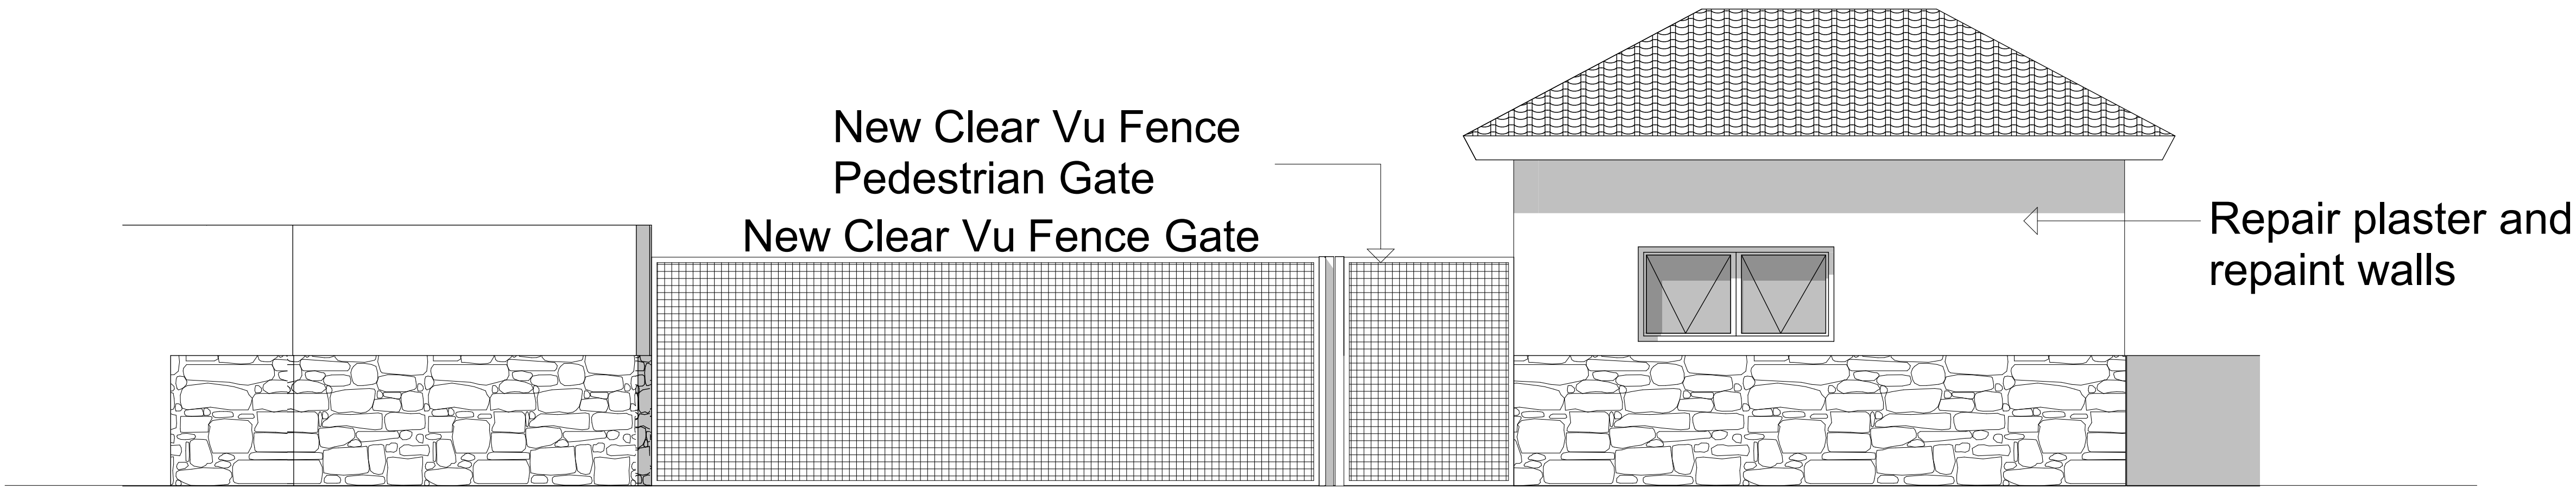 New Clear Vu Fence
Pedestrian Gate
New Clear Vu Fence Gate
Repair plaster and
repaint walls